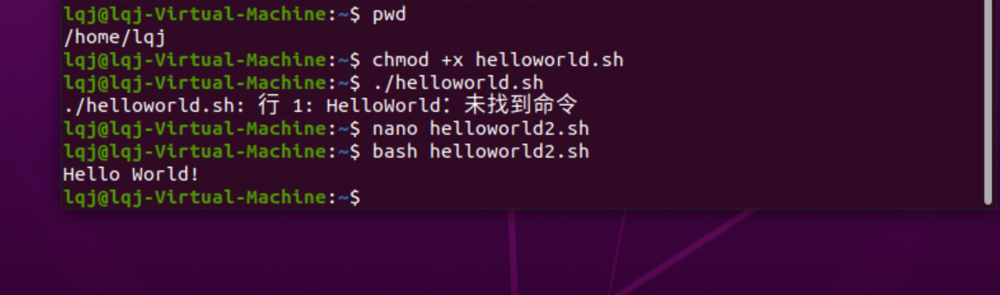 lqj@lqj-Virtual-Machine:~$ pwd
/home/lqj
lqj@lqj-Virtual-Machine:~$ chmod +x helloworld.sh
lqj@lqj-Virtual-Machine:~$ ./helloworld.sh
./helloworld.sh: 行 1: HelloWorld：未找到命令
lqj@lqj-Virtual-Machine:~$ nano helloworld2.sh
lqj@lqj-Virtual-Machine:~$ bash helloworld2.sh
Hello World!
lqj@lqj-Virtual-Machine:~$